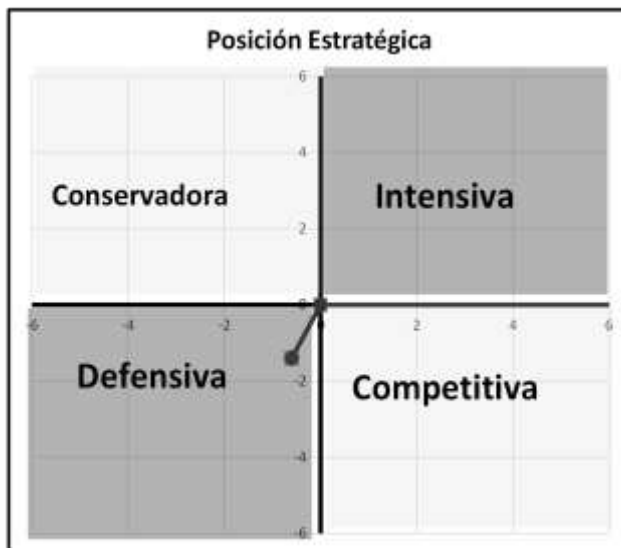 Posición Estratégica
6
4
Conservadora
Intensiva
2
0
-6
-4
-2
0
2
4
6
Defensiva
-2
Competitiva
-4
-6